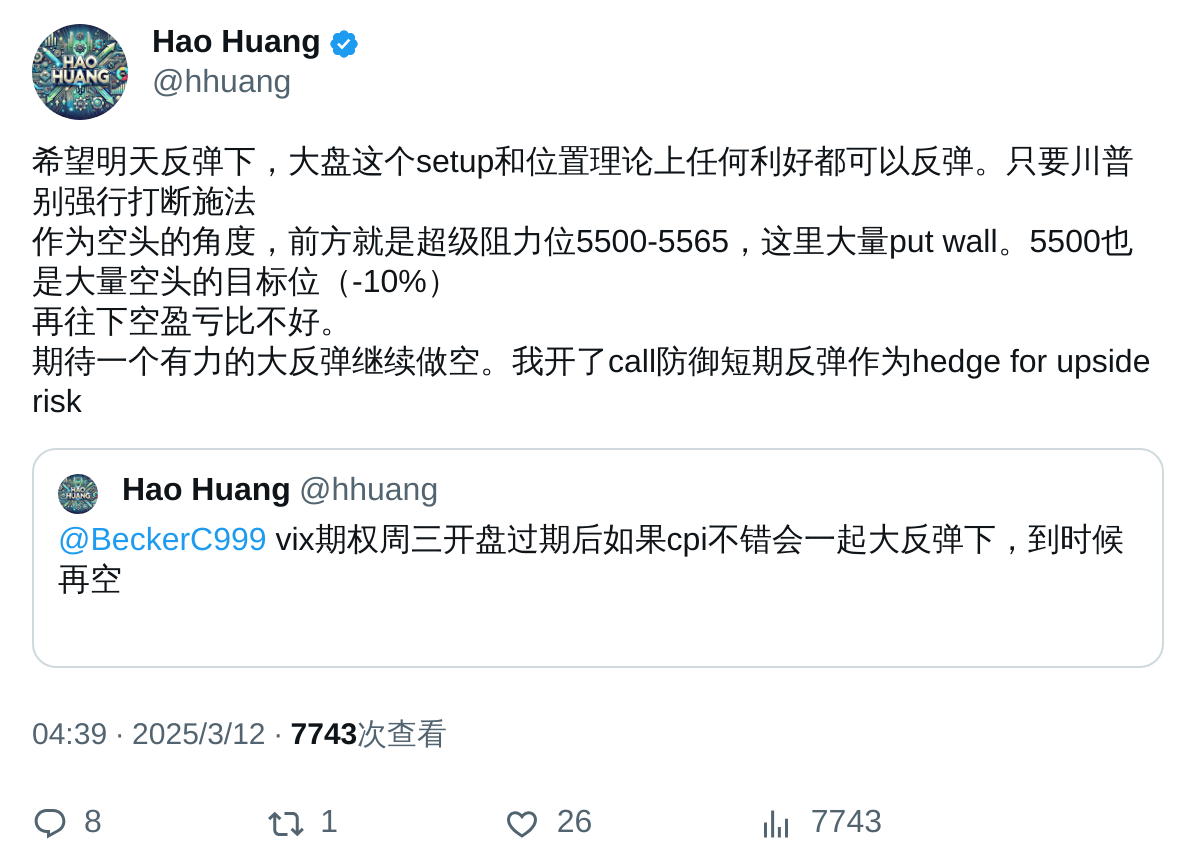 HAO
HUANG
Hao Huang
@hhuang
希望明天反弹下，大盘这个setup和位置理论上任何利好都可以反弹。只要川普
别强行打断施法
作为空头的角度，前方就是超级阻力位5500-5565，这里大量put wall。5500也
是大量空头的目标位（-10%）
再往下空盈亏比不好。
期待一个有力的大反弹继续做空。我开了call防御短期反弹作为hedge for upside
risk
HAO
HUANG
Hao Huang @hhuang
@BeckerC999 vix期权周三开盘过期后如果cpi不错会一起大反弹下，到时候
再空
04:39 · 2025/3/12 · 7743次查看
8 1 26 7743